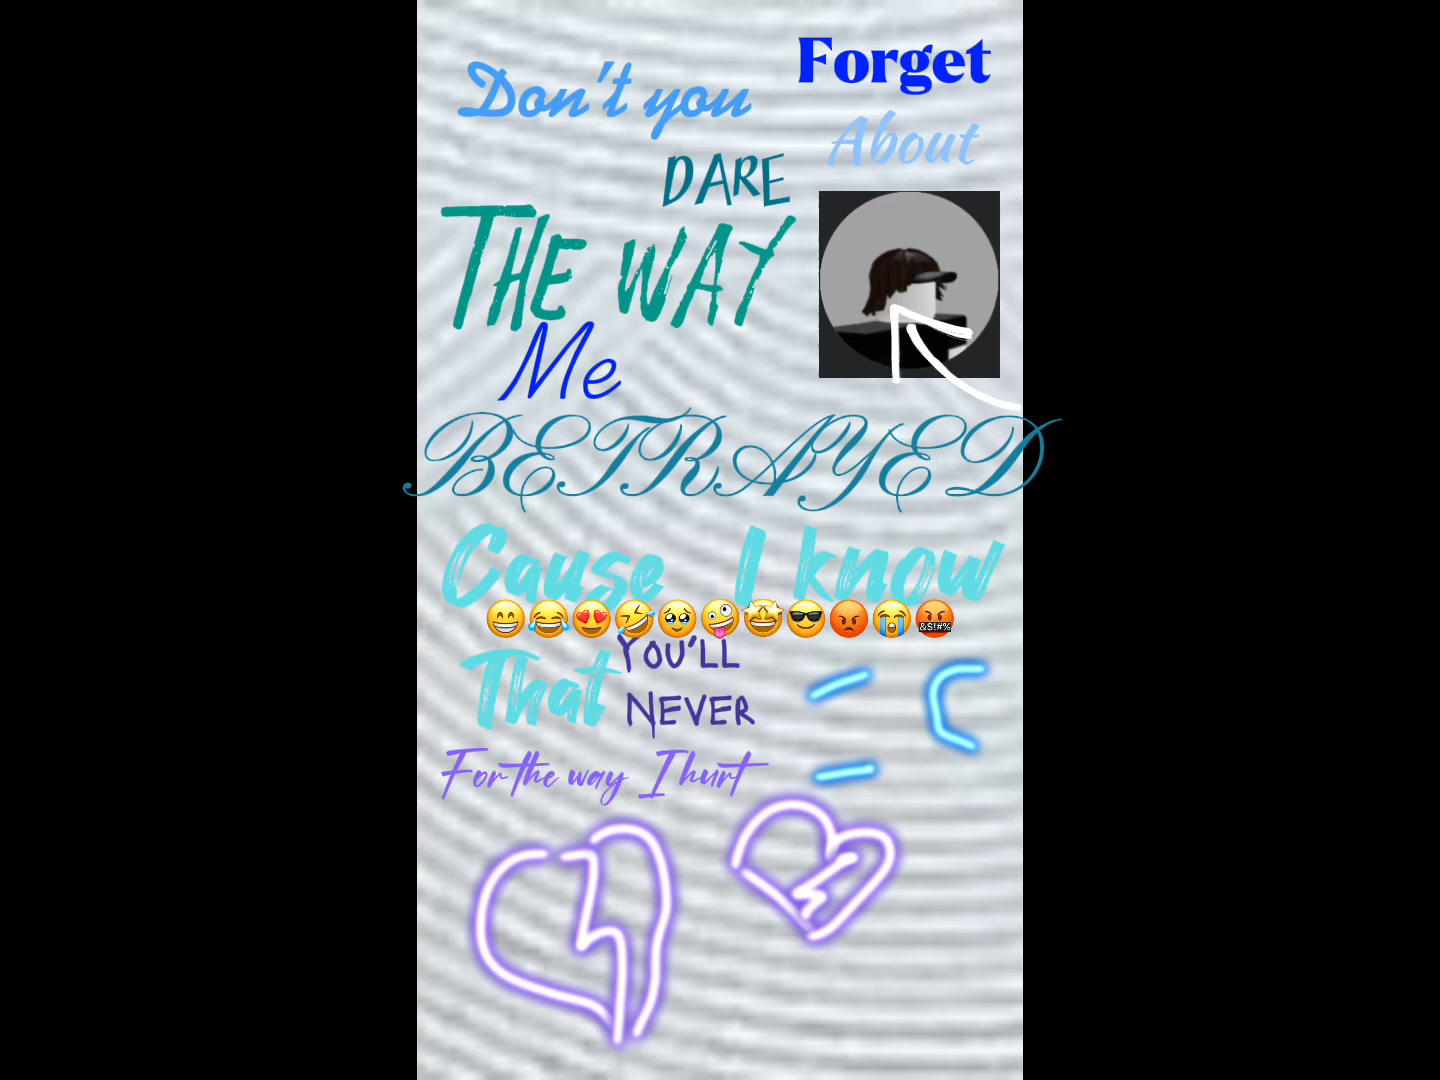 Don't you
Forget
About
DARE
THE WAY
Me
BETRAYED
Cause I know
&$!#%
That
YOU'LL
NEVER
For the way I hurt